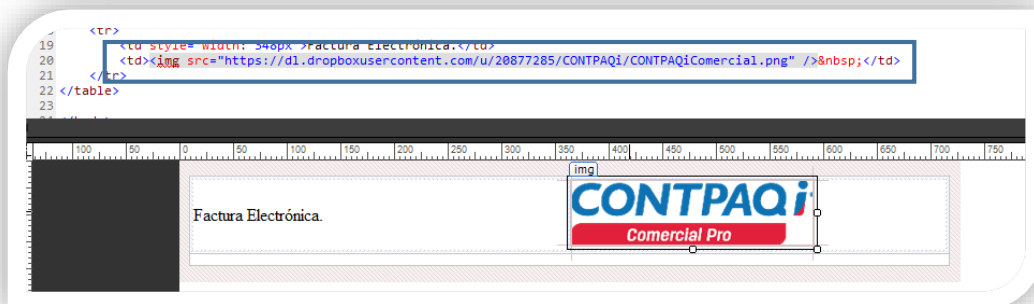 <tr>
19 <td style="width: 348px">Factura Electrónica.</td>
20 <td><img src="https://dl.dropboxusercontent.com/u/20877285/CONTPAQi/CONTPAQiComercial.png" />&nbsp;</td>
21 </tr>
22 </table>
23
100 50 0 50 100 150 200 250 300 350 400 450 500 550 600 650 700 750
img
Factura Electrónica.
CONTPAQi
Comercial Pro